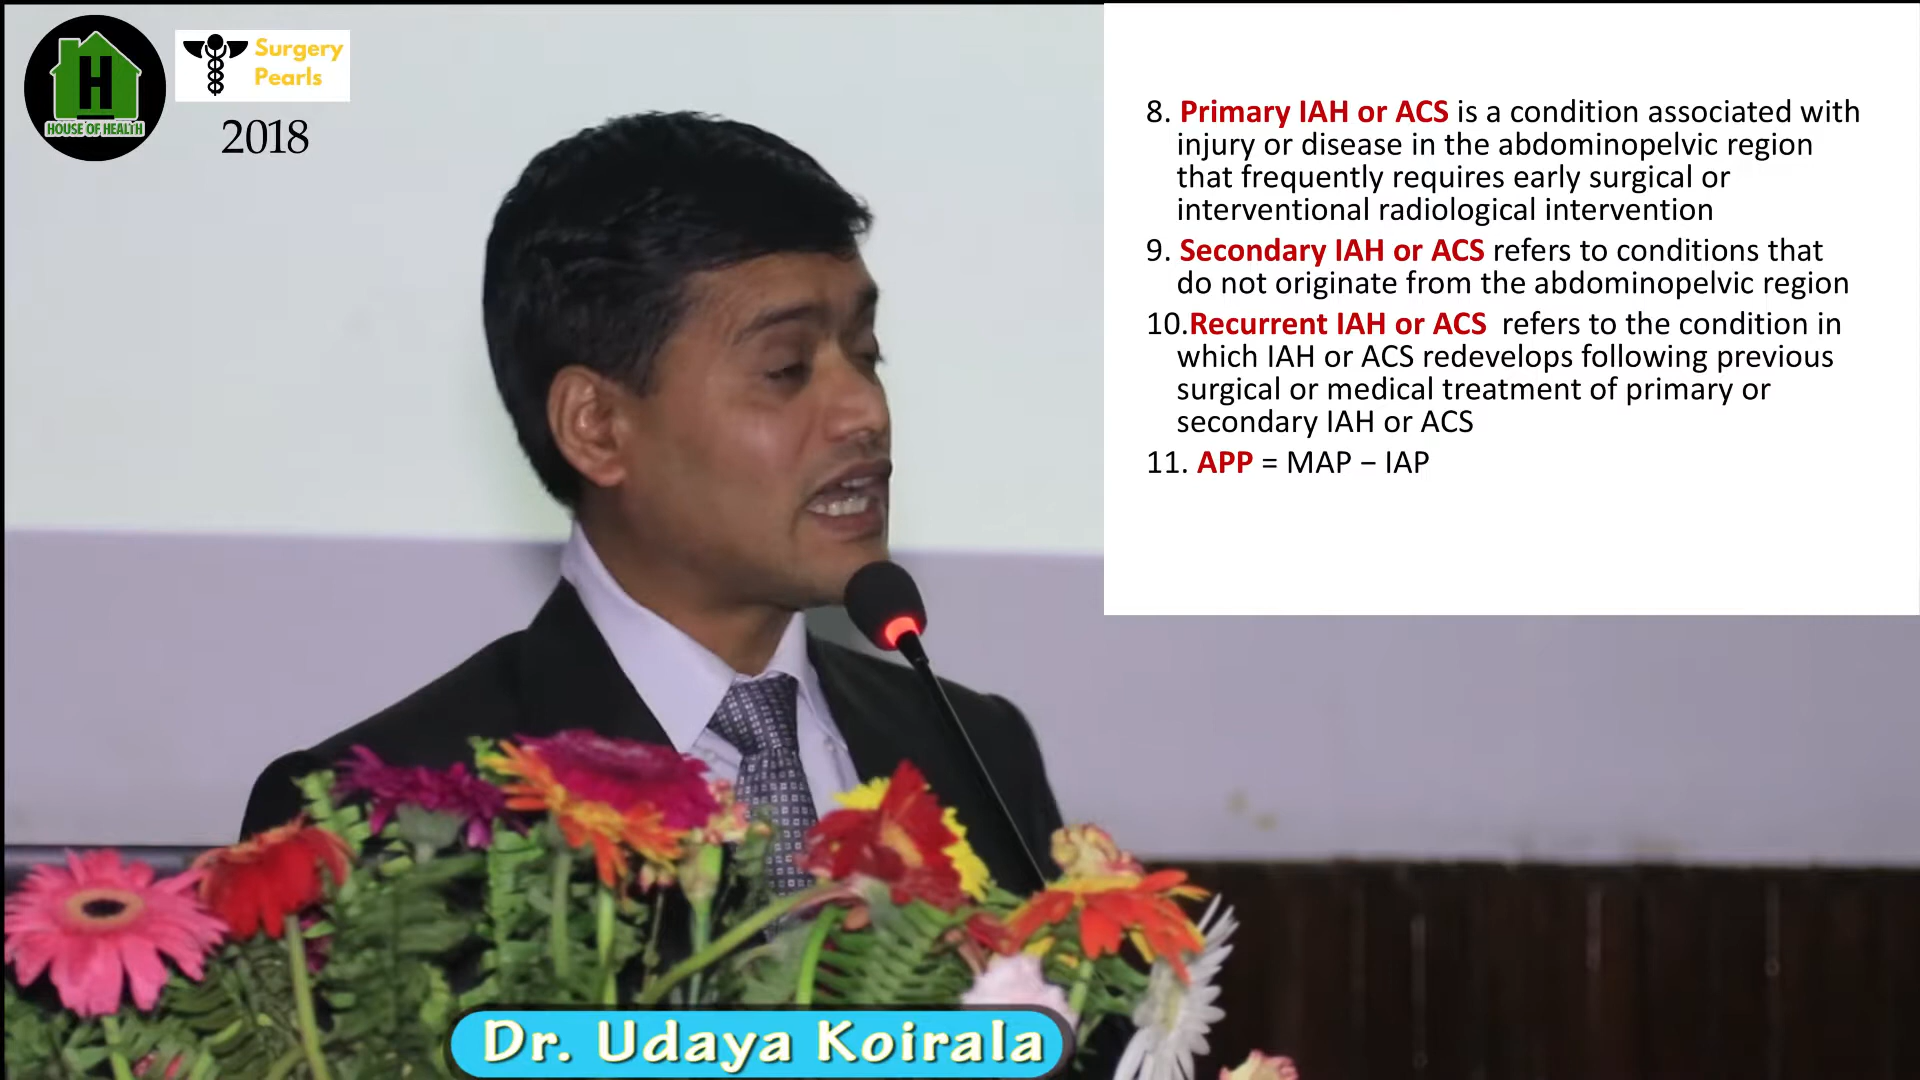 H
HOUSE OF HEALTH
Surgery
Pearls
2018
8. Primary IAH or ACS is a condition associated with
injury or disease in the abdominopelvic region
that frequently requires early surgical or
interventional radiological intervention
9. Secondary IAH or ACS refers to conditions that
do not originate from the abdominopelvic region
10.Recurrent IAH or ACS refers to the condition in
which IAH or ACS redevelops following previous
surgical or medical treatment of primary or
secondary IAH or ACS
11. APP = MAP − IAP
Dr. Udaya Koirala